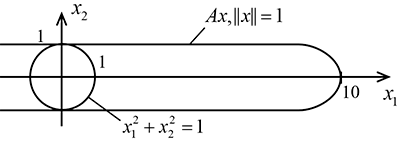 x₂
Ax, ||x|| = 1
1
1
10
x₁
x₁² + x₂² = 1